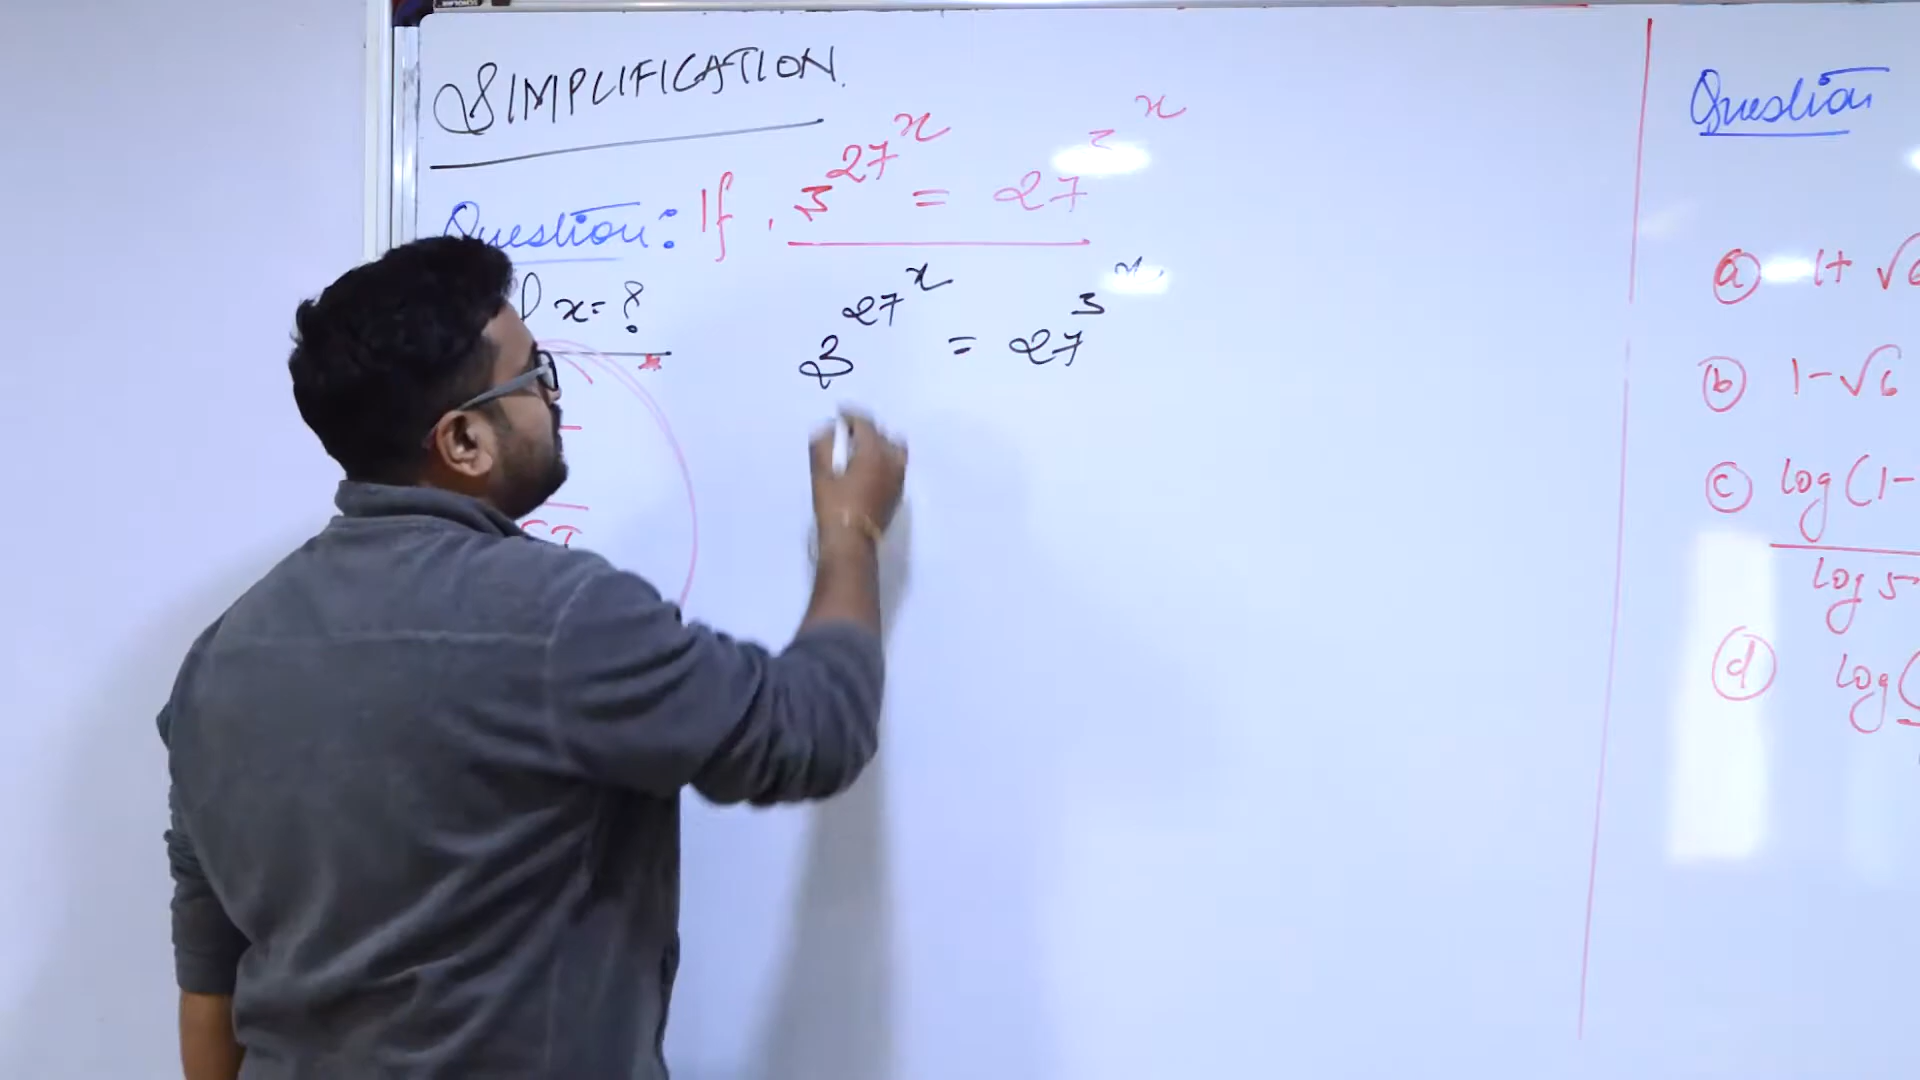 SIMPLIFICATION.
Question: If, 3^27^x = 27^3^x
x=?
3^27^x = 27^3^x
Question
a 1+ √6
b 1-√6
c log(1-
log 5
d log(